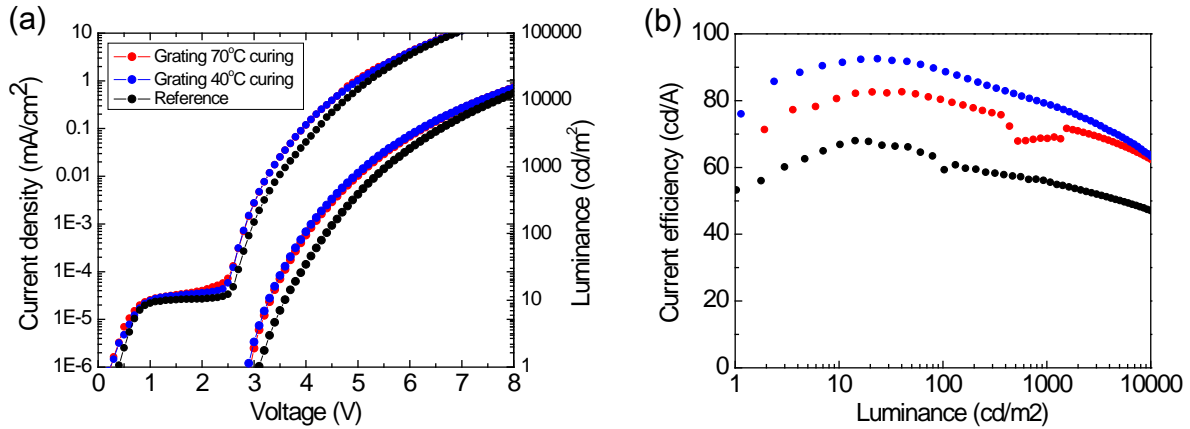 (a)
Current density (mA/cm²)
10
1
0.1
0.01
1E-3
1E-4
1E-5
1E-6
Grating 70°C curing
Grating 40°C curing
Reference
100000
10000
1000
100
10
1
Luminance (cd/m²)
0 1 2 3 4 5 6 7 8
Voltage (V)
(b)
Current efficiency (cd/A)
100
80
60
40
20
0
1 10 100 1000 10000
Luminance (cd/m2)